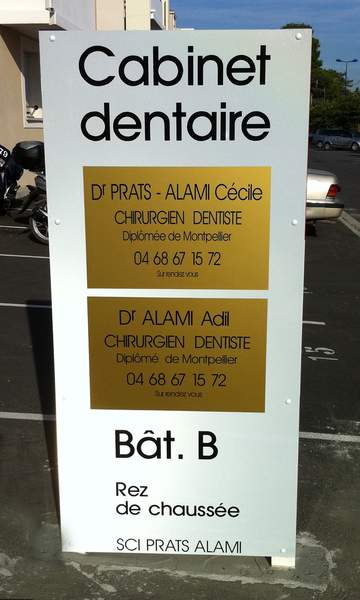 Cabinet
dentaire
Dr PRATS - ALAMI Cécile
CHIRURGIEN DENTISTE
Diplômée de Montpellier
04 68 67 15 72
Sur rendez vous
Dr ALAMI Adil
CHIRURGIEN DENTISTE
Diplômé de Montpellier
04 68 67 15 72
Sur rendez vous
Bât. B
Rez
de chaussée
SCI PRATS ALAMI
15